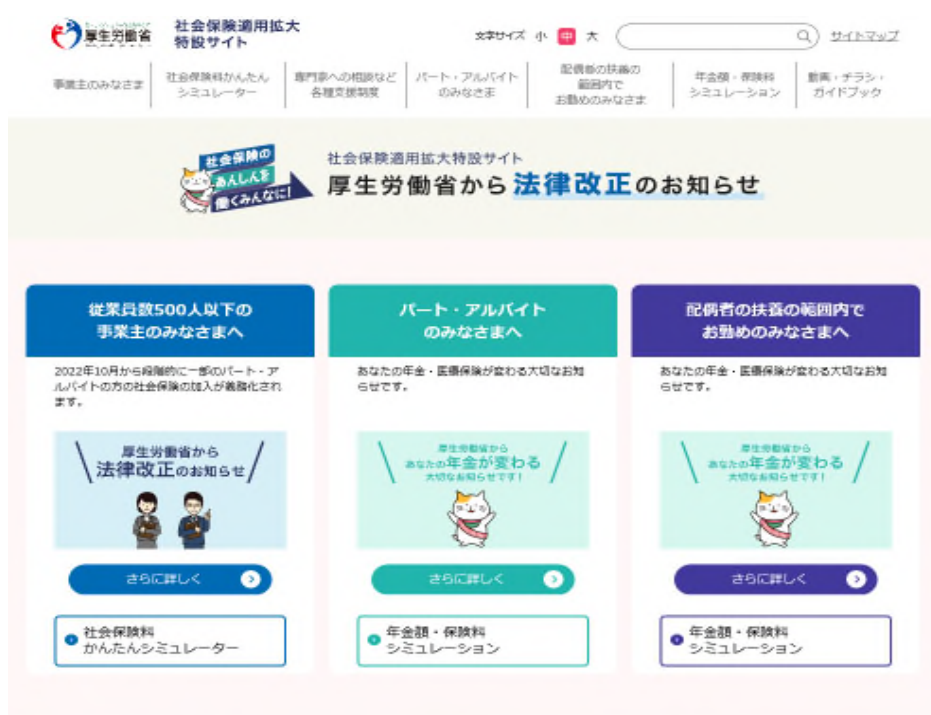 厚生労働省
社会保険適用拡大
特設サイト
文字サイズ 小 中 大
サイトマップ
事業主のみなさま
社会保険料かんたん
シミュレーター
専門家への相談など
各種支援制度
パート・アルバイト
のみなさま
配偶者の扶養の
範囲内で
お勤めのみなさま
年金額・保険料
シミュレーション
動画・チラシ・
ガイドブック
社会保険の
あんしんを
働くみんなに!
社会保険適用拡大特設サイト
厚生労働省から法律改正のお知らせ
従業員数500人以下の
事業主のみなさまへ
2022年10月から段階的に一部のパート・ア
ルバイトの方の社会保険の加入が義務化され
ます。
厚生労働省から
法律改正のお知らせ
さらに詳しく
社会保険料
かんたんシミュレーター
パート・アルバイト
のみなさまへ
あなたの年金・医療保険が変わる大切なお知
らせです。
厚生労働省から
あなたの年金が変わる
大切なお知らせです!
さらに詳しく
年金額・保険料
シミュレーション
配偶者の扶養の範囲内で
お勤めのみなさまへ
あなたの年金・医療保険が変わる大切なお知
らせです。
厚生労働省から
あなたの年金が変わる
大切なお知らせです!
さらに詳しく
年金額・保険料
シミュレーション